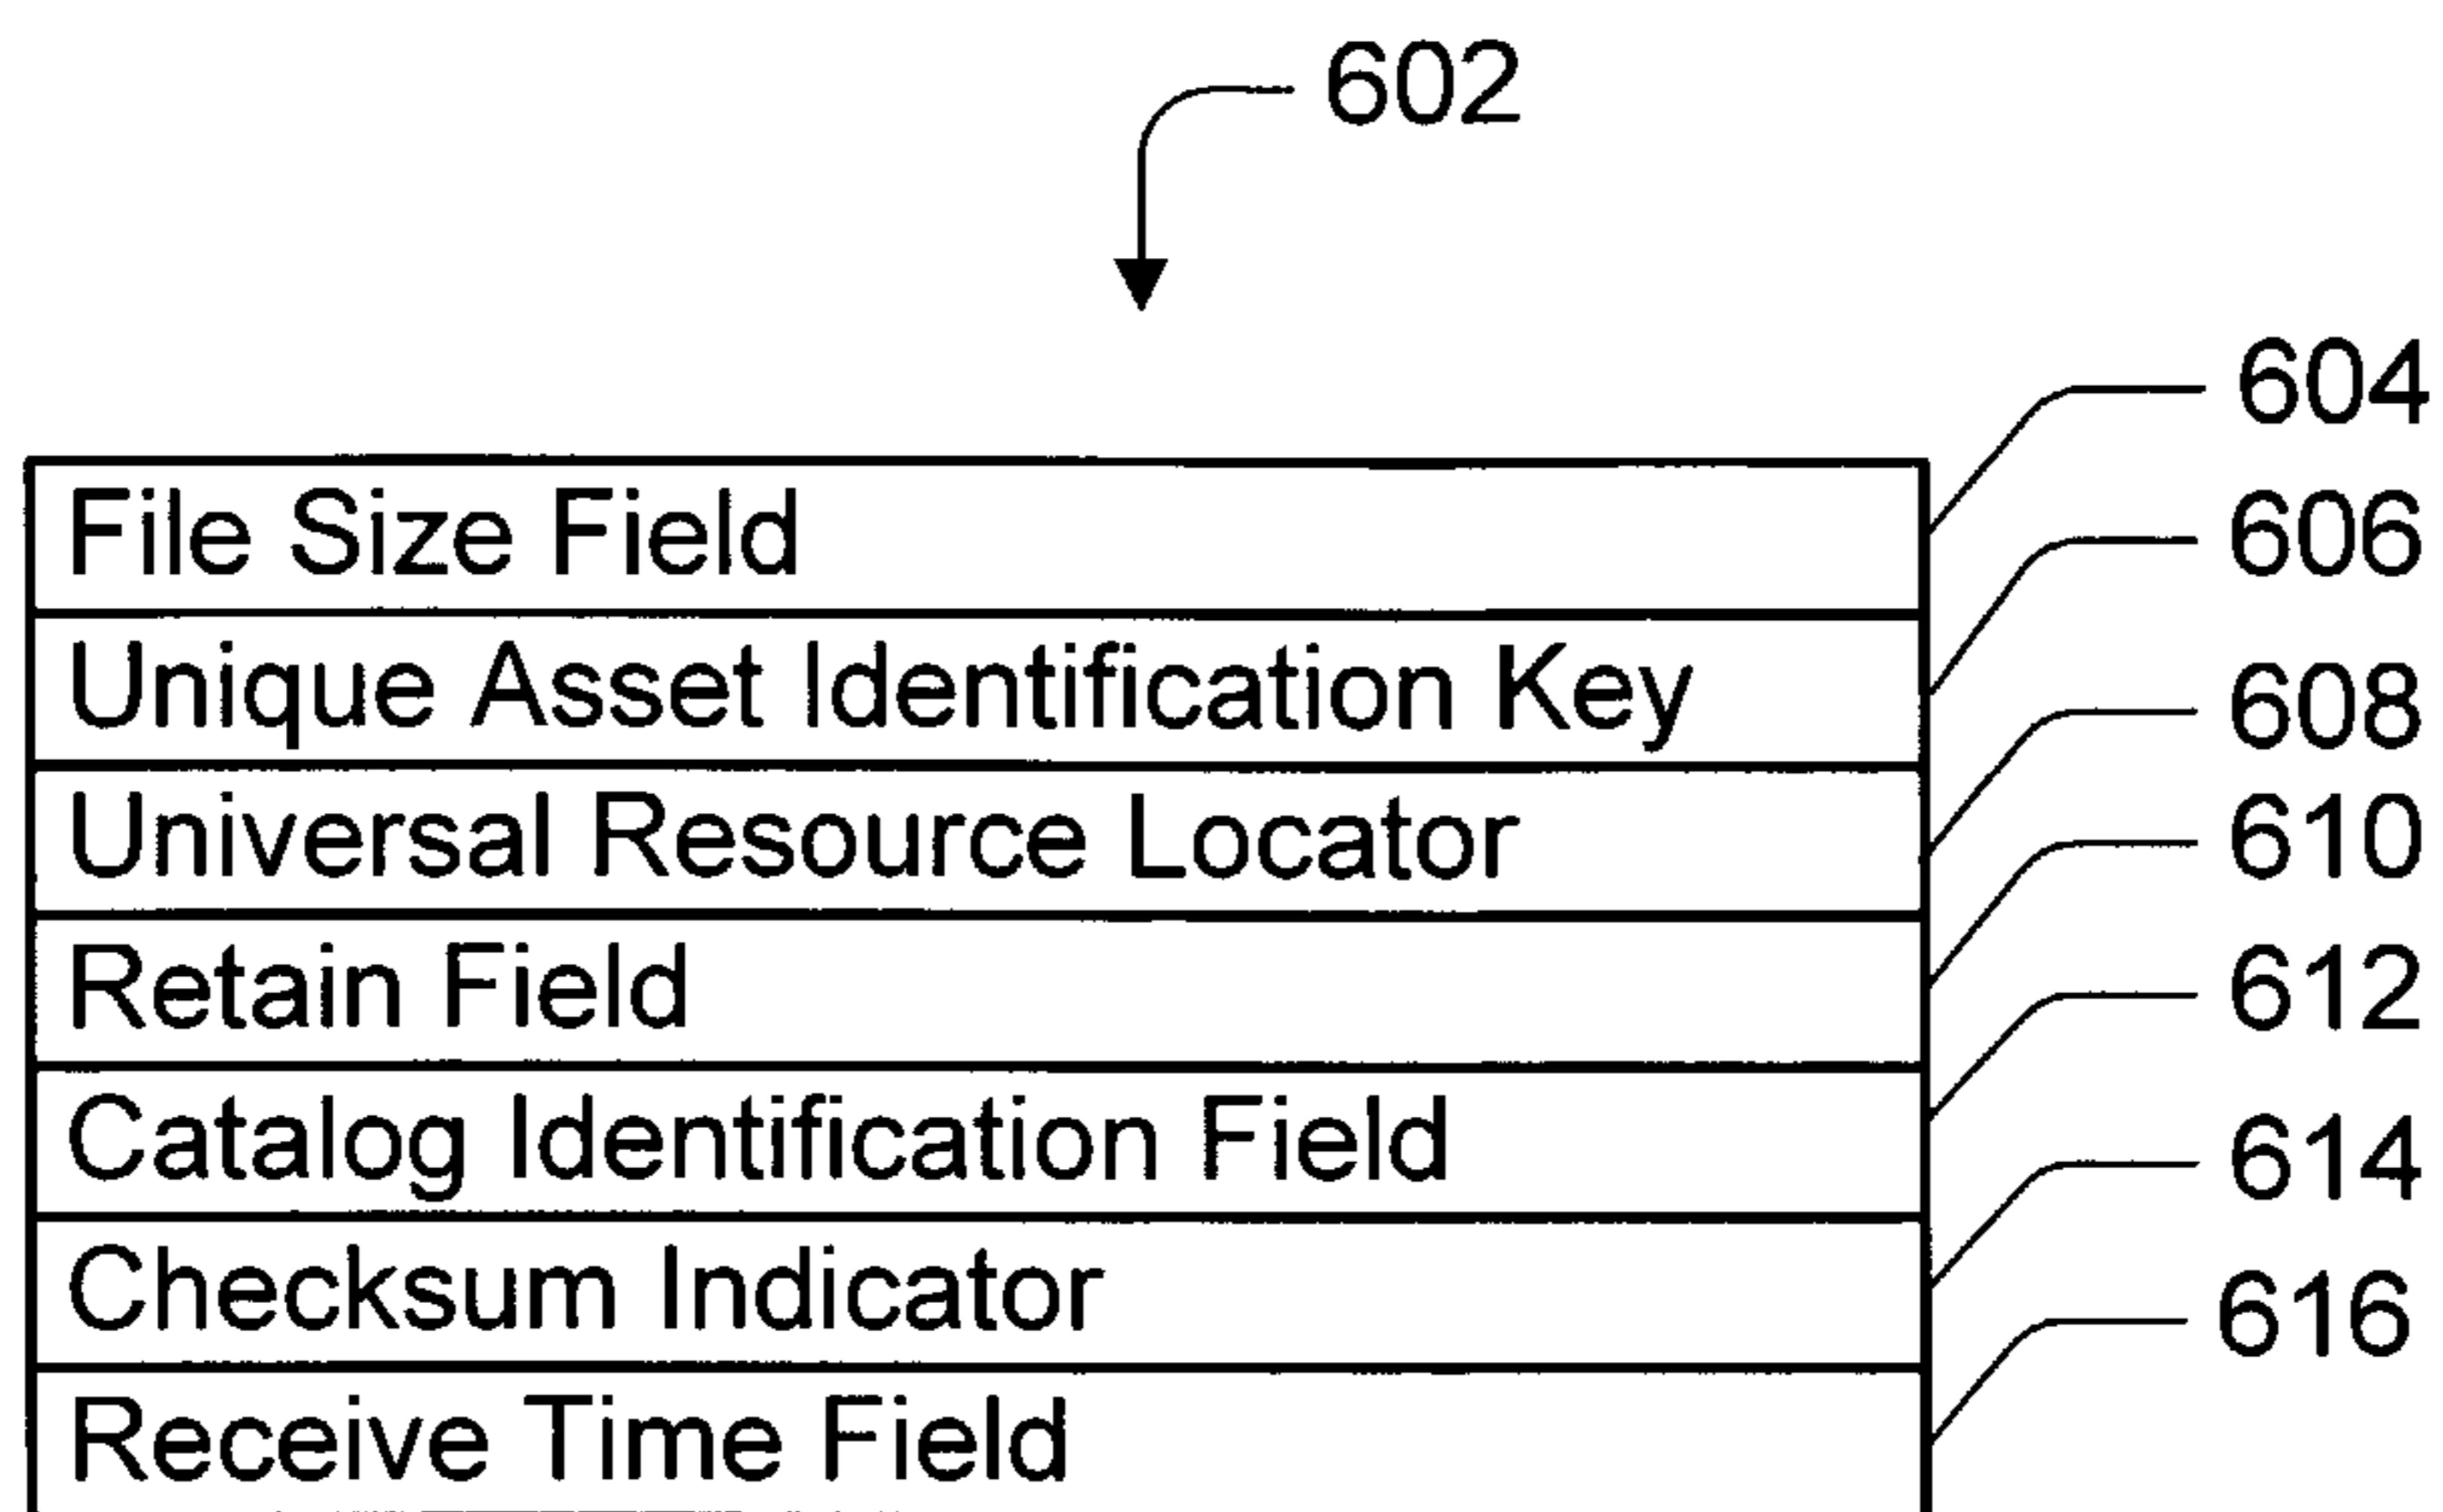 602
604
File Size Field
606
Unique Asset Identification Key
608
Universal Resource Locator
610
Retain Field
612
Catalog Identification Field
614
Checksum Indicator
616
Receive Time Field